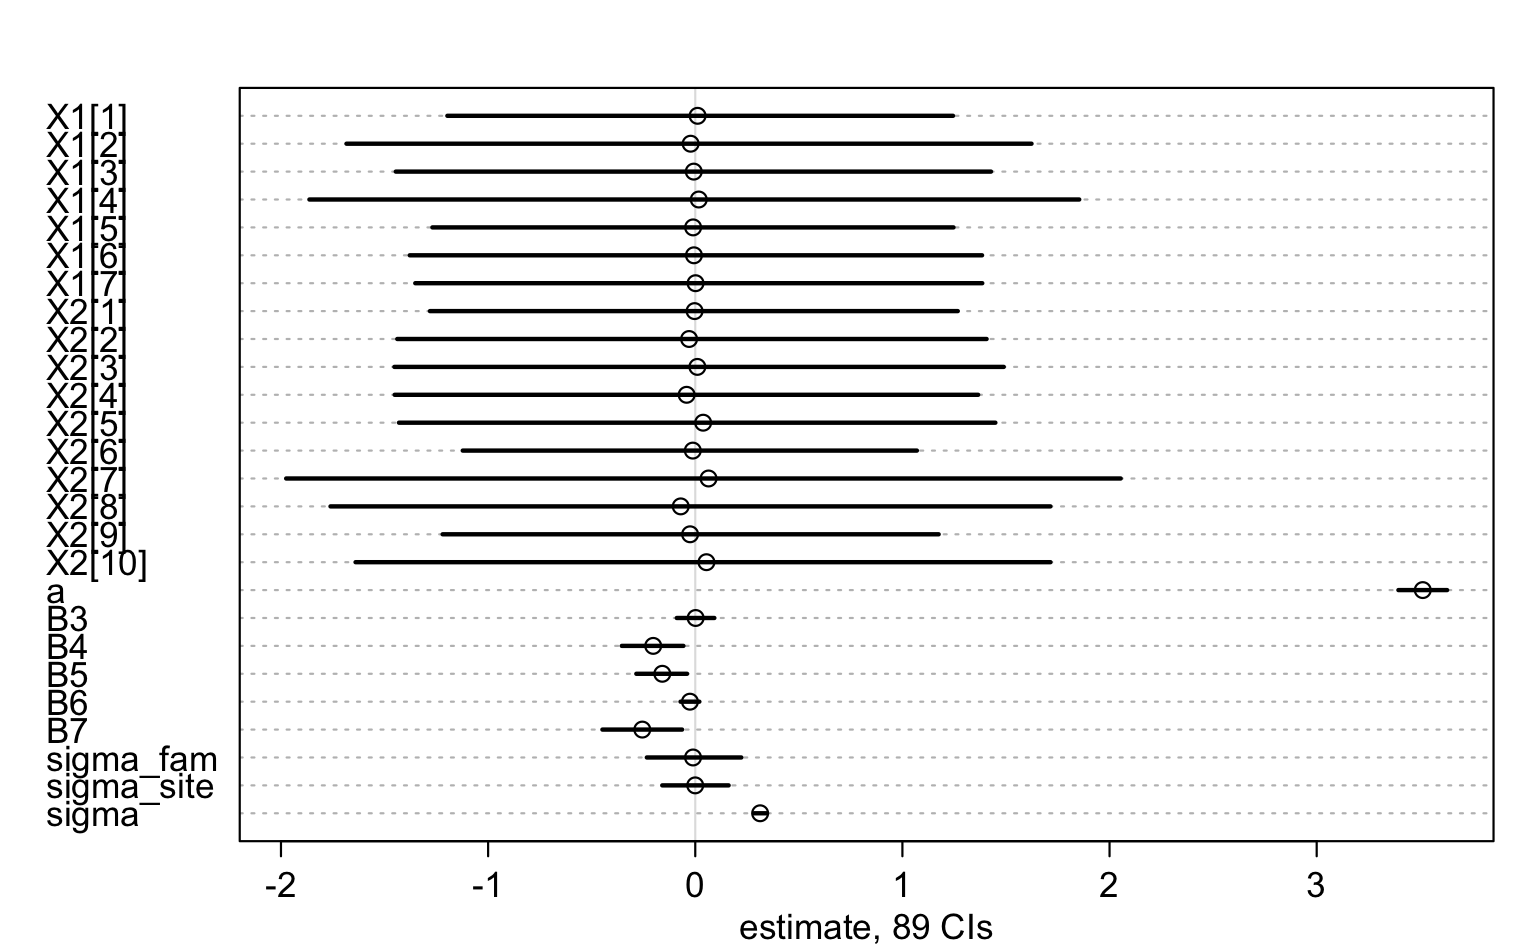 X1[1]
X1[2]
X1[3]
X1[4]
X1[5]
X1[6]
X1[7]
X2[1]
X2[2]
X2[3]
X2[4]
X2[5]
X2[6]
X2[7]
X2[8]
X2[9]
X2[10]
a
B3
B4
B5
B6
B7
sigma_fam
sigma_site
sigma
-2 -1 0 1 2 3
estimate, 89 CIs